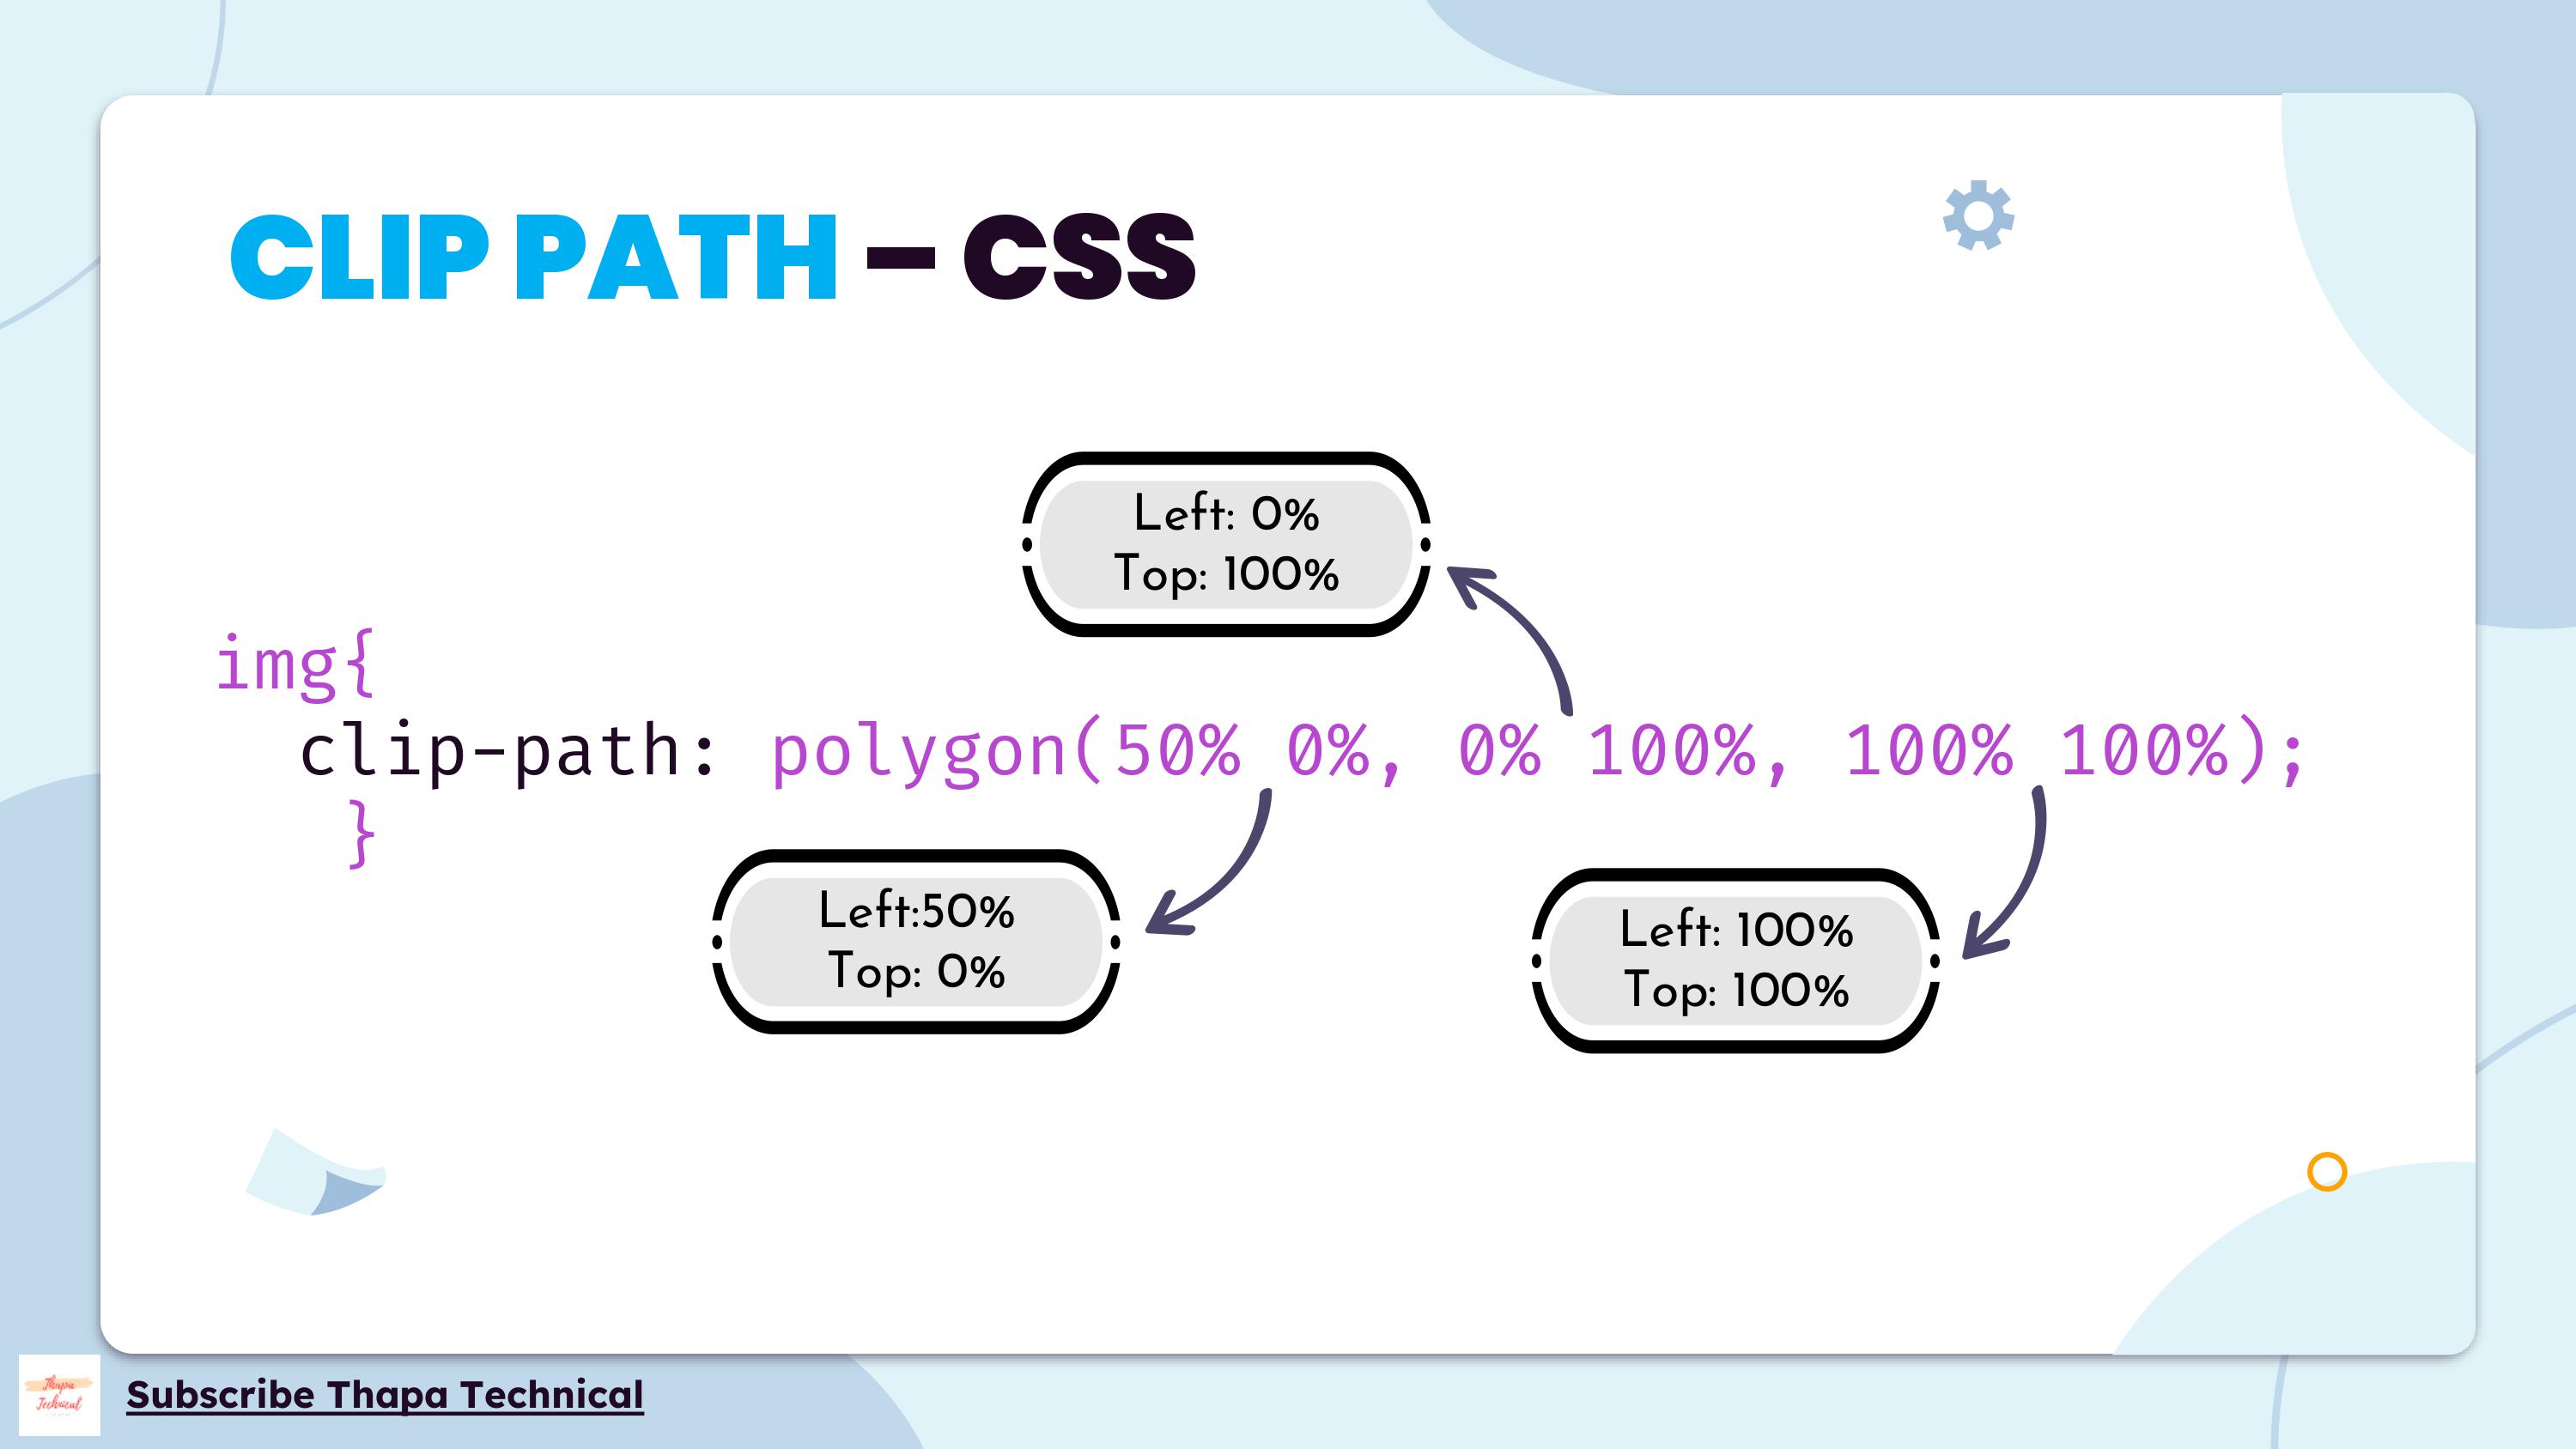 CLIP PATH – CSS
Left: 0%
Top: 100%
img{
clip-path: polygon(50% 0%, 0% 100%, 100% 100%);
}
Left:50%
Top: 0%
Left: 100%
Top: 100%
Thapa
Technical
Subscribe Thapa Technical